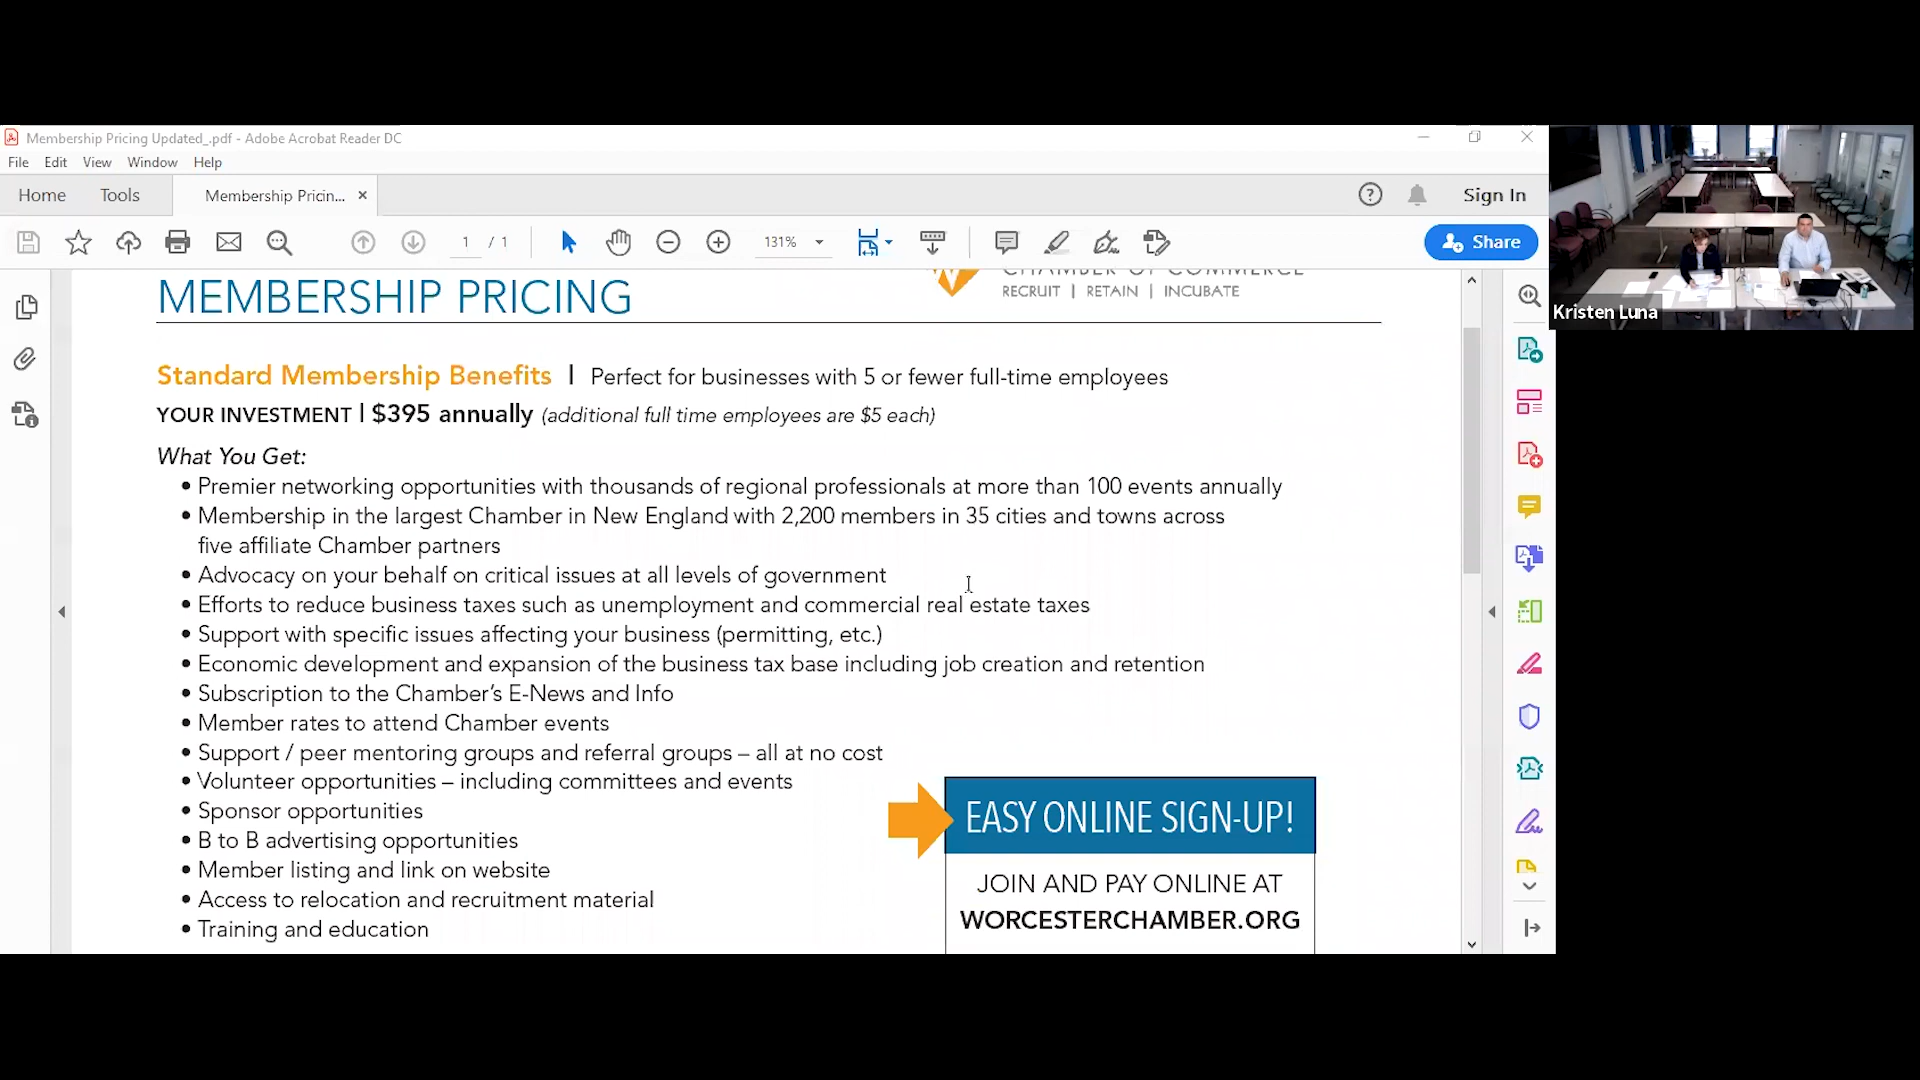 Membership Pricing Updated_.pdf - Adobe Acrobat Reader DC
File Edit View Window Help
Home Tools Membership Pricin... Sign In
1 / 1 131% Share
MEMBERSHIP PRICING
CHAMBER OF COMMERCE
RECRUIT | RETAIN | INCUBATE
Kristen Luna
Standard Membership Benefits | Perfect for businesses with 5 or fewer full-time employees
YOUR INVESTMENT | $395 annually (additional full time employees are $5 each)
What You Get:
• Premier networking opportunities with thousands of regional professionals at more than 100 events annually
• Membership in the largest Chamber in New England with 2,200 members in 35 cities and towns across
five affiliate Chamber partners
• Advocacy on your behalf on critical issues at all levels of government
• Efforts to reduce business taxes such as unemployment and commercial real estate taxes
• Support with specific issues affecting your business (permitting, etc.)
• Economic development and expansion of the business tax base including job creation and retention
• Subscription to the Chamber's E-News and Info
• Member rates to attend Chamber events
• Support / peer mentoring groups and referral groups – all at no cost
• Volunteer opportunities – including committees and events
• Sponsor opportunities
• B to B advertising opportunities
• Member listing and link on website
• Access to relocation and recruitment material
• Training and education
EASY ONLINE SIGN-UP!
JOIN AND PAY ONLINE AT
WORCESTERCHAMBER.ORG